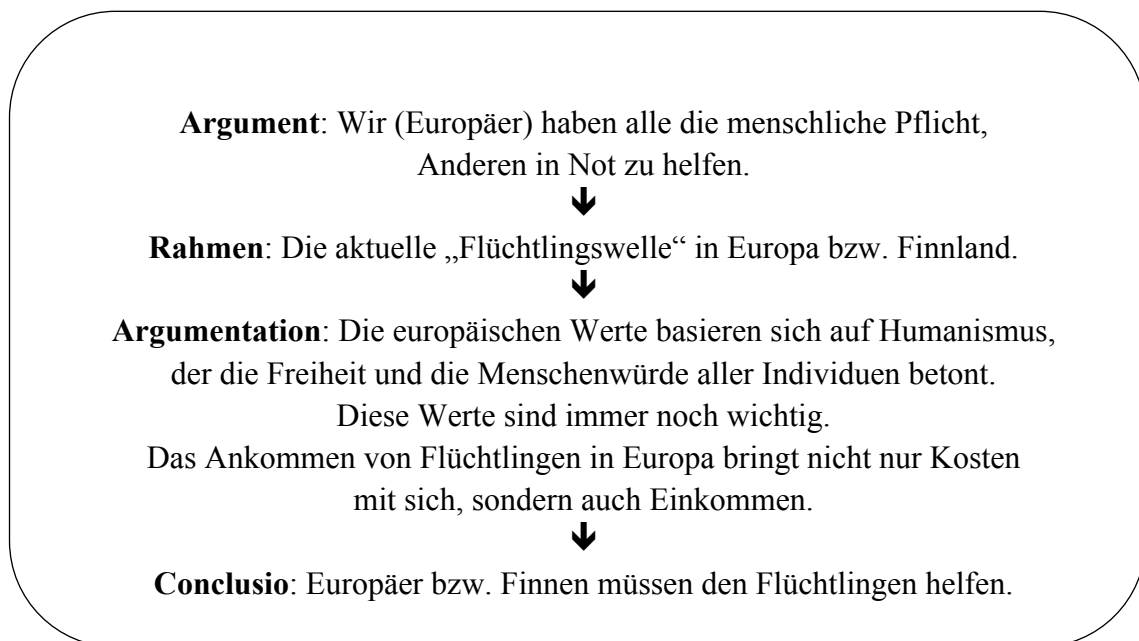 Argument: Wir (Europäer) haben alle die menschliche Pflicht,
Anderen in Not zu helfen.
Rahmen: Die aktuelle „Flüchtlingswelle“ in Europa bzw. Finnland.
Argumentation: Die europäischen Werte basieren sich auf Humanismus,
der die Freiheit und die Menschenwürde aller Individuen betont.
Diese Werte sind immer noch wichtig.
Das Ankommen von Flüchtlingen in Europa bringt nicht nur Kosten
mit sich, sondern auch Einkommen.
Conclusio: Europäer bzw. Finnen müssen den Flüchtlingen helfen.